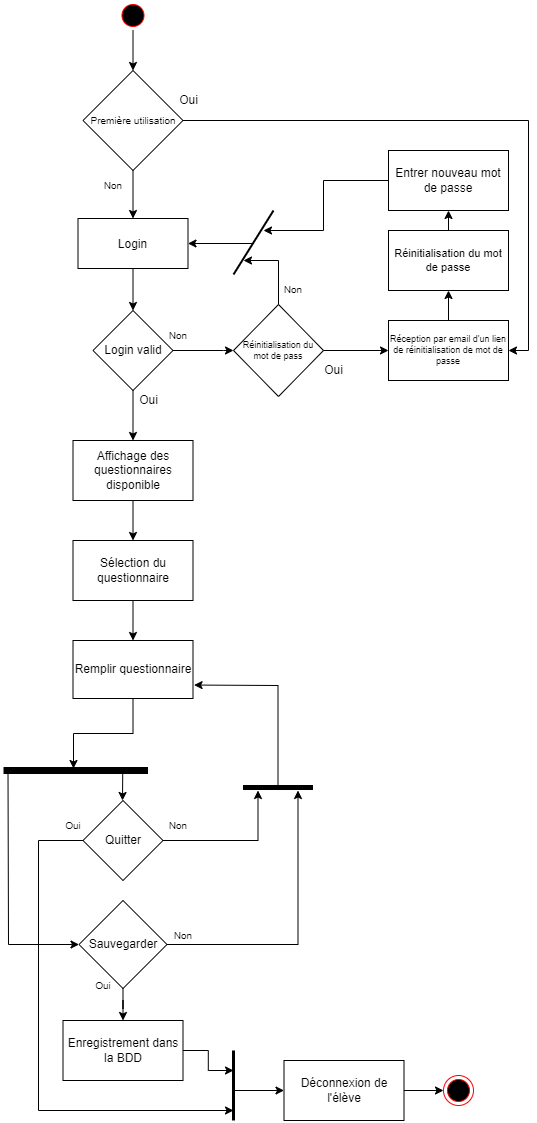 Oui
Première utilisation
Non
Entrer nouveau mot
de passe
Login
Réinitialisation du mot
de passe
Non
Login valid
Non
Réinitialisation du
mot de pass
Oui
Réception par email d'un lien
de réinitialisation de mot de
passe
Oui
Affichage des
questionnaires
disponible
Sélection du
questionnaire
Remplir questionnaire
Oui
Quitter
Non
Sauvegarder
Non
Oui
Enregistrement dans
la BDD
Déconnexion de
l'élève